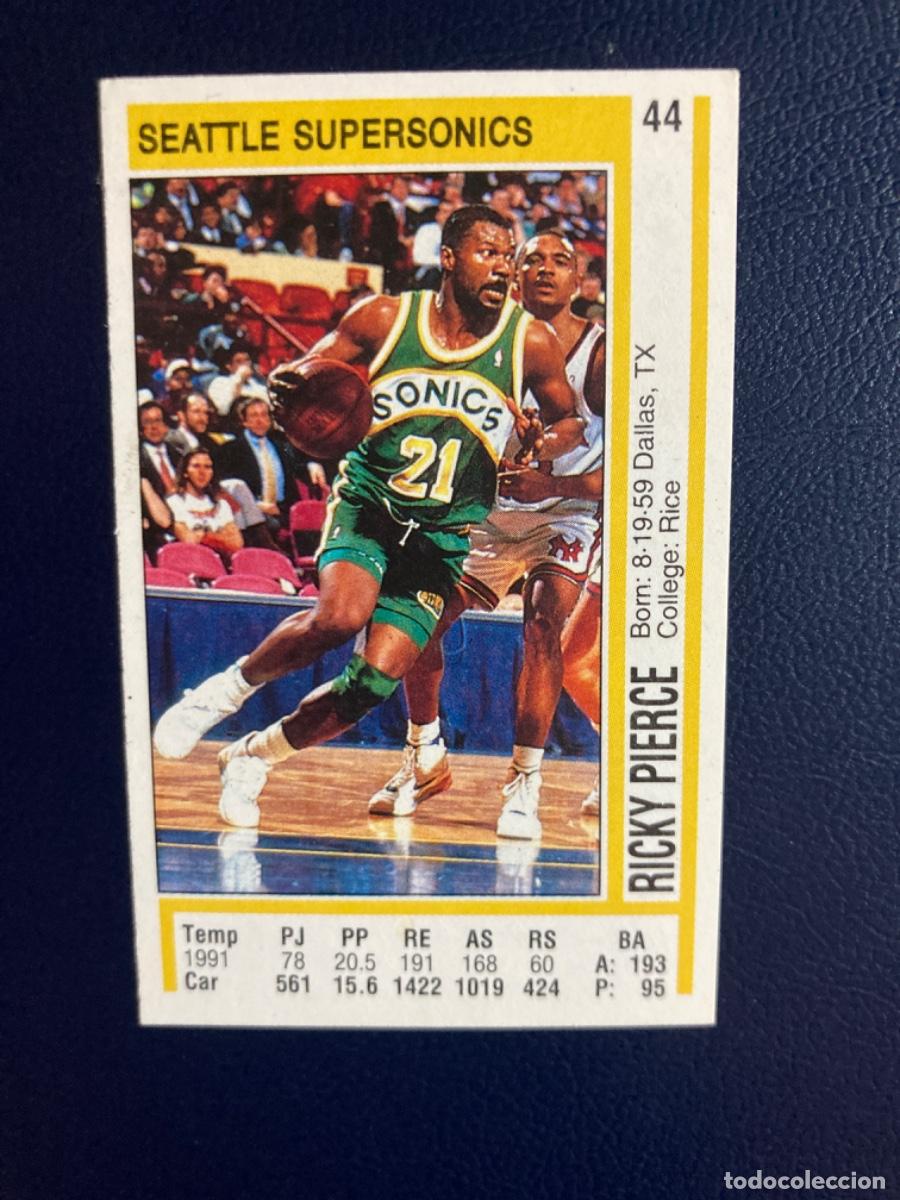 SEATTLE SUPERSONICS
44
SONICS
21
RICKY PIERCE
Born: 8·19·59 Dallas, TX
College: Rice
Temp PJ PP RE AS RS BA
1991 78 20.5 191 168 60 A: 193
Car 561 15.6 1422 1019 424 P: 95
todocoleccion